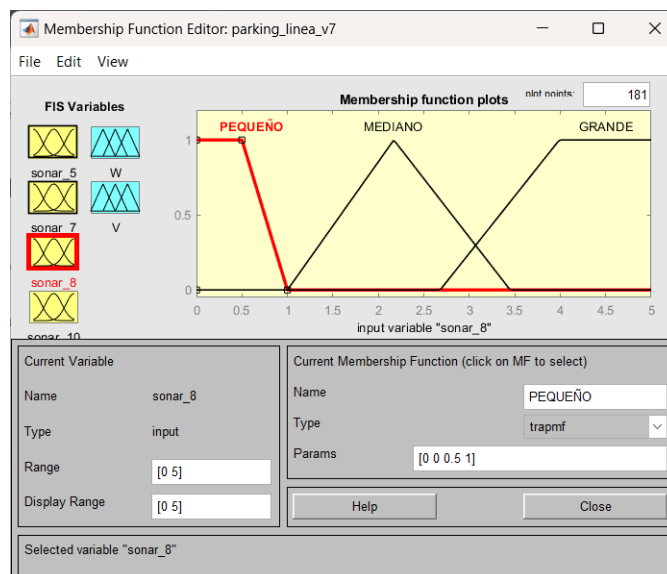 Membership Function Editor: parking_linea_v7
File Edit View
FIS Variables
Membership function plots
plot points:
181
sonar_5
W
sonar_7
V
sonar_8
sonar_10
PEQUEÑO
MEDIANO
GRANDE
1
0.5
0
0 0.5 1 1.5 2 2.5 3 3.5 4 4.5 5
input variable "sonar_8"
Current Variable
Name sonar_8
Type input
Range [0 5]
Display Range [0 5]
Current Membership Function (click on MF to select)
Name PEQUEÑO
Type trapmf
Params [0 0 0.5 1]
Help
Close
Selected variable "sonar_8"